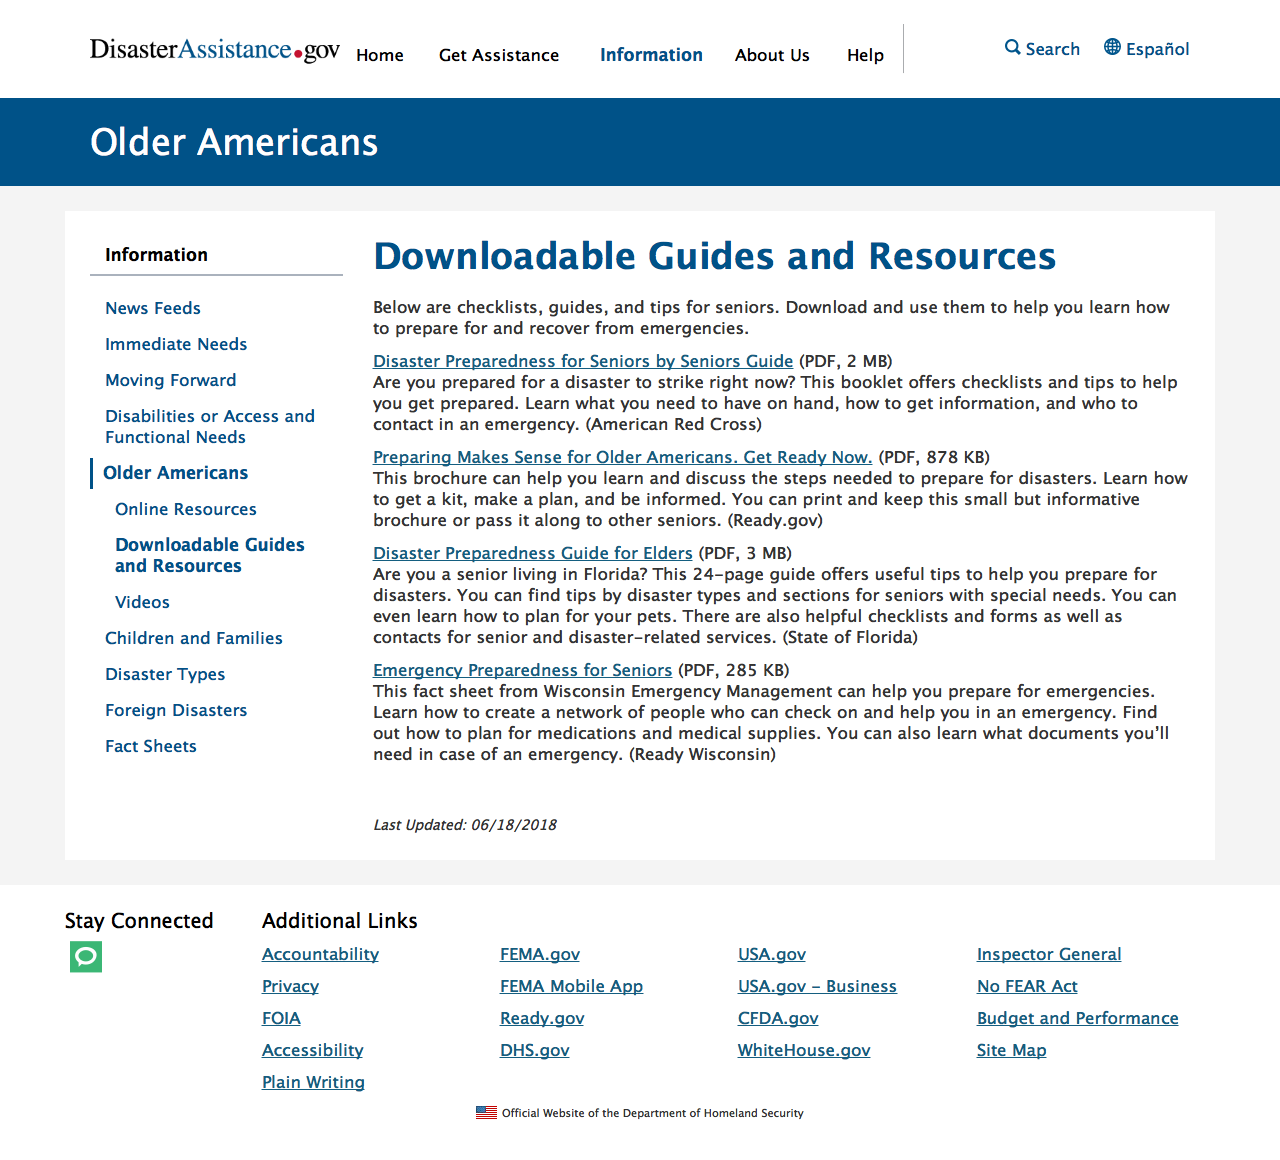 DisasterAssistance.gov
Home
Get Assistance
Information
About Us
Help
Search
Español
Older Americans
Information
News Feeds
Immediate Needs
Moving Forward
Disabilities or Access and
Functional Needs
Older Americans
Online Resources
Downloadable Guides
and Resources
Videos
Children and Families
Disaster Types
Foreign Disasters
Fact Sheets
Downloadable Guides and Resources
Below are checklists, guides, and tips for seniors. Download and use them to help you learn how
to prepare for and recover from emergencies.
Disaster Preparedness for Seniors by Seniors Guide (PDF, 2 MB)
Are you prepared for a disaster to strike right now? This booklet offers checklists and tips to help
you get prepared. Learn what you need to have on hand, how to get information, and who to
contact in an emergency. (American Red Cross)
Preparing Makes Sense for Older Americans. Get Ready Now. (PDF, 878 KB)
This brochure can help you learn and discuss the steps needed to prepare for disasters. Learn how
to get a kit, make a plan, and be informed. You can print and keep this small but informative
brochure or pass it along to other seniors. (Ready.gov)
Disaster Preparedness Guide for Elders (PDF, 3 MB)
Are you a senior living in Florida? This 24-page guide offers useful tips to help you prepare for
disasters. You can find tips by disaster types and sections for seniors with special needs. You can
even learn how to plan for your pets. There are also helpful checklists and forms as well as
contacts for senior and disaster-related services. (State of Florida)
Emergency Preparedness for Seniors (PDF, 285 KB)
This fact sheet from Wisconsin Emergency Management can help you prepare for emergencies.
Learn how to create a network of people who can check on and help you in an emergency. Find
out how to plan for medications and medical supplies. You can also learn what documents you’ll
need in case of an emergency. (Ready Wisconsin)
Last Updated: 06/18/2018
Stay Connected
Additional Links
Accountability
Privacy
FOIA
Accessibility
Plain Writing
FEMA.gov
FEMA Mobile App
Ready.gov
DHS.gov
USA.gov
USA.gov - Business
CFDA.gov
WhiteHouse.gov
Inspector General
No FEAR Act
Budget and Performance
Site Map
Official Website of the Department of Homeland Security